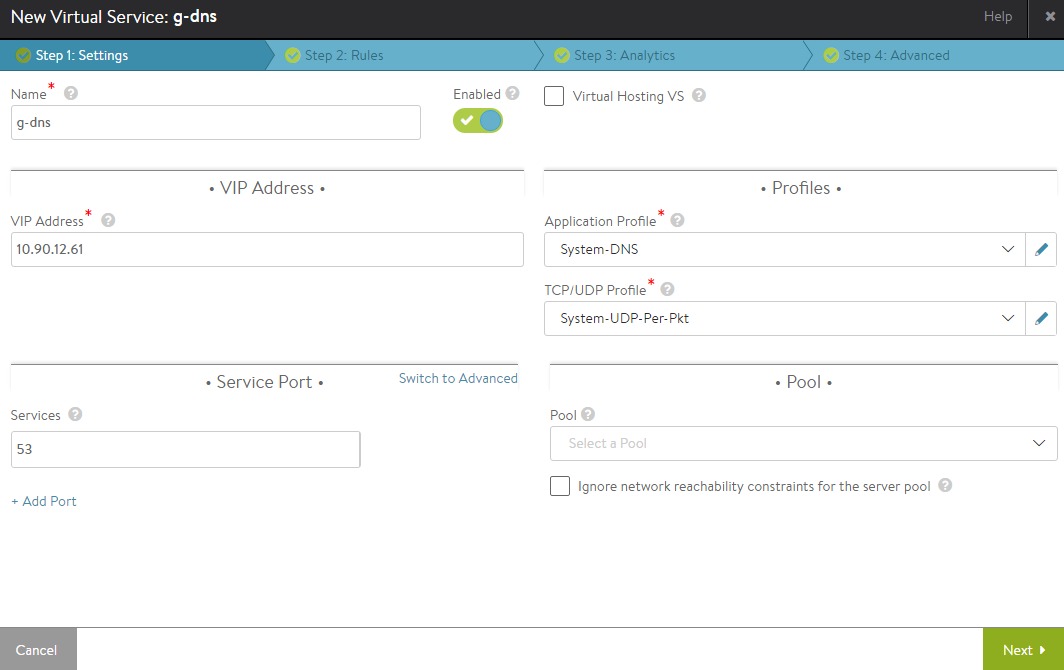 New Virtual Service: g-dns
Help
×
Step 1: Settings
Step 2: Rules
Step 3: Analytics
Step 4: Advanced
Name* ?
Enabled ?
Virtual Hosting VS ?
g-dns
• VIP Address •
• Profiles •
VIP Address* ?
Application Profile* ?
10.90.12.61
System-DNS
TCP/UDP Profile* ?
System-UDP-Per-Pkt
• Service Port •
Switch to Advanced
• Pool •
Services ?
Pool ?
53
Select a Pool
Ignore network reachability constraints for the server pool ?
+ Add Port
Cancel
Next